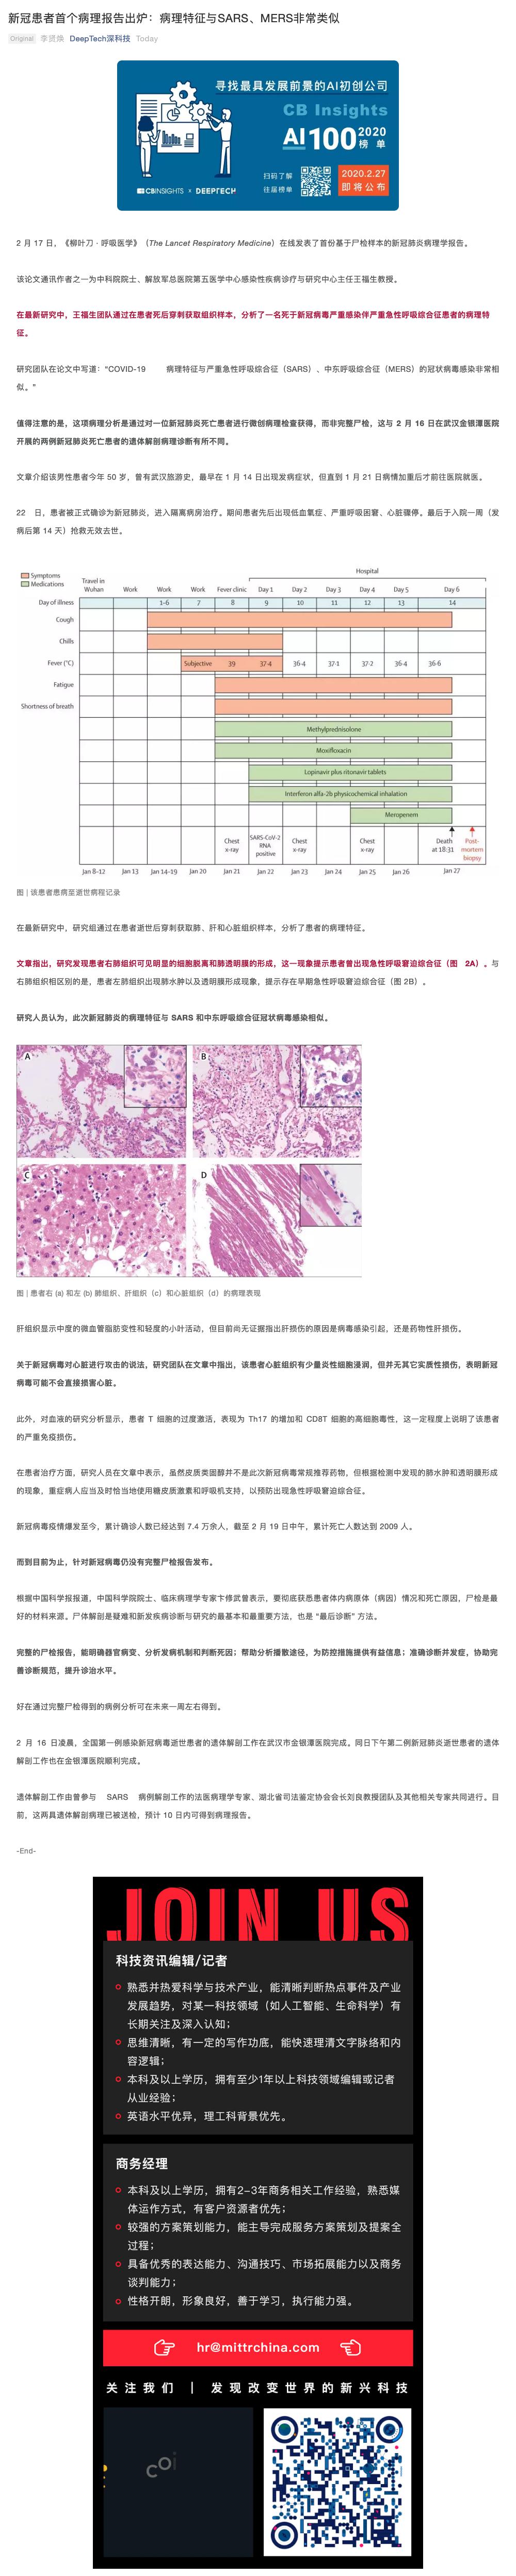 新冠患者首个病理报告出炉：病理特征与SARS、MERS非常类似
Original 李贤焕 DeepTech深科技 Today
寻找最具发展前景的AI初创公司
CB Insights
AI100 2020 榜单
扫码了解
往届榜单
2020.2.27
即将公布
CBINSIGHTS × DEEPTECH
2 月 17 日，《柳叶刀 · 呼吸医学》（The Lancet Respiratory Medicine）在线发表了首份基于尸检样本的新冠肺炎病理学报告。
该论文通讯作者之一为中科院院士、解放军总医院第五医学中心感染性疾病诊疗与研究中心主任王福生教授。
在最新研究中，王福生团队通过在患者死后穿刺获取组织样本，分析了一名死于新冠病毒严重感染伴严重急性呼吸综合征患者的病理特
征。
研究团队在论文中写道：“COVID-19 病理特征与严重急性呼吸综合征（SARS）、中东呼吸综合征（MERS）的冠状病毒感染非常相
似。”
值得注意的是，这项病理分析是通过对一位新冠肺炎死亡患者进行微创病理检查获得，而非完整尸检，这与 2 月 16 日在武汉金银潭医院
开展的两例新冠肺炎死亡患者的遗体解剖病理诊断有所不同。
文章介绍该男性患者今年 50 岁，曾有武汉旅游史，最早在 1 月 14 日出现发病症状，但直到 1 月 21 日病情加重后才前往医院就医。
22 日，患者被正式确诊为新冠肺炎，进入隔离病房治疗。期间患者先后出现低血氧症、严重呼吸困窘、心脏骤停。最后于入院一周（发
病后第 14 天）抢救无效去世。
Symptoms
Medications
Hospital
Travel in Wuhan Work Work Work Fever clinic Day 1 Day 2 Day 3 Day 4 Day 5 Day 6
Day of illness 1-6 7 8 9 10 11 12 13 14
Cough
Chills
Fever (°C) Subjective 39 37·4 36·4 37·1 37·2 36·4 36·6
Fatigue
Shortness of breath
Methylprednisolone
Moxifloxacin
Lopinavir plus ritonavir tablets
Interferon alfa-2b physicochemical inhalation
Meropenem
Chest x-ray SARS-CoV-2 RNA positive Chest x-ray Chest x-ray Death at 18:31 Post-mortem biopsy
Jan 8-12 Jan 13 Jan 14-19 Jan 20 Jan 21 Jan 22 Jan 23 Jan 24 Jan 25 Jan 26 Jan 27
图 | 该患者患病至逝世病程记录
在最新研究中，研究组通过在患者逝世后穿刺获取肺、肝和心脏组织样本，分析了患者的病理特征。
文章指出，研究发现患者右肺组织可见明显的细胞脱离和肺透明膜的形成，这一现象提示患者曾出现急性呼吸窘迫综合征（图 2A）。与
右肺组织相区别的是，患者左肺组织出现肺水肿以及透明膜形成现象，提示存在早期急性呼吸窘迫综合征（图 2B）。
研究人员认为，此次新冠肺炎的病理特征与 SARS 和中东呼吸综合征冠状病毒感染相似。
A
B
C
D
图 | 患者右 (a) 和左 (b) 肺组织、肝组织（c）和心脏组织（d）的病理表现
肝组织显示中度的微血管脂肪变性和轻度的小叶活动，但目前尚无证据指出肝损伤的原因是病毒感染引起，还是药物性肝损伤。
关于新冠病毒对心脏进行攻击的说法，研究团队在文章中指出，该患者心脏组织有少量炎性细胞浸润，但并无其它实质性损伤，表明新冠
病毒可能不会直接损害心脏。
此外，对血液的研究分析显示，患者 T 细胞的过度激活，表现为 Th17 的增加和 CD8T 细胞的高细胞毒性，这一定程度上说明了该患者
的严重免疫损伤。
在患者治疗方面，研究人员在文章中表示，虽然皮质类固醇并不是此次新冠病毒常规推荐药物，但根据检测中发现的肺水肿和透明膜形成
的现象，重症病人应当及时恰当地使用糖皮质激素和呼吸机支持，以预防出现急性呼吸窘迫综合征。
新冠病毒疫情爆发至今，累计确诊人数已经达到 7.4 万余人，截至 2 月 19 日中午，累计死亡人数达到 2009 人。
而到目前为止，针对新冠病毒仍没有完整尸检报告发布。
根据中国科学报报道，中国科学院院士、临床病理学专家卞修武曾表示，要彻底获悉患者体内病原体（病因）情况和死亡原因，尸检是最
好的材料来源。尸体解剖是疑难和新发疾病诊断与研究的最基本和最重要方法，也是 “最后诊断” 方法。
完整的尸检报告，能明确器官病变、分析发病机制和判断死因；帮助分析播散途径，为防控措施提供有益信息；准确诊断并发症，协助完
善诊断规范，提升诊治水平。
好在通过完整尸检得到的病例分析可在未来一周左右得到。
2 月 16 日凌晨，全国第一例感染新冠病毒逝世患者的遗体解剖工作在武汉市金银潭医院完成。同日下午第二例新冠肺炎逝世患者的遗体
解剖工作也在金银潭医院顺利完成。
遗体解剖工作由曾参与 SARS 病例解剖工作的法医病理学专家、湖北省司法鉴定协会会长刘良教授团队及其他相关专家共同进行。目
前，这两具遗体解剖病理已被送检，预计 10 日内可得到病理报告。
-End-
JOIN US
科技资讯编辑/记者
熟悉并热爱科学与技术产业，能清晰判断热点事件及产业
发展趋势，对某一科技领域（如人工智能、生命科学）有
长期关注及深入认知；
思维清晰，有一定的写作功底，能快速理清文字脉络和内
容逻辑；
本科及以上学历，拥有至少1年以上科技领域编辑或记者
从业经验；
英语水平优异，理工科背景优先。
商务经理
本科及以上学历，拥有2-3年商务相关工作经验，熟悉媒
体运作方式，有客户资源者优先；
较强的方案策划能力，能主导完成服务方案策划及提案全
过程；
具备优秀的表达能力、沟通技巧、市场拓展能力以及商务
谈判能力；
性格开朗，形象良好，善于学习，执行能力强。
hr@mittrchina.com
关注我们 | 发现改变世界的新兴科技
coi